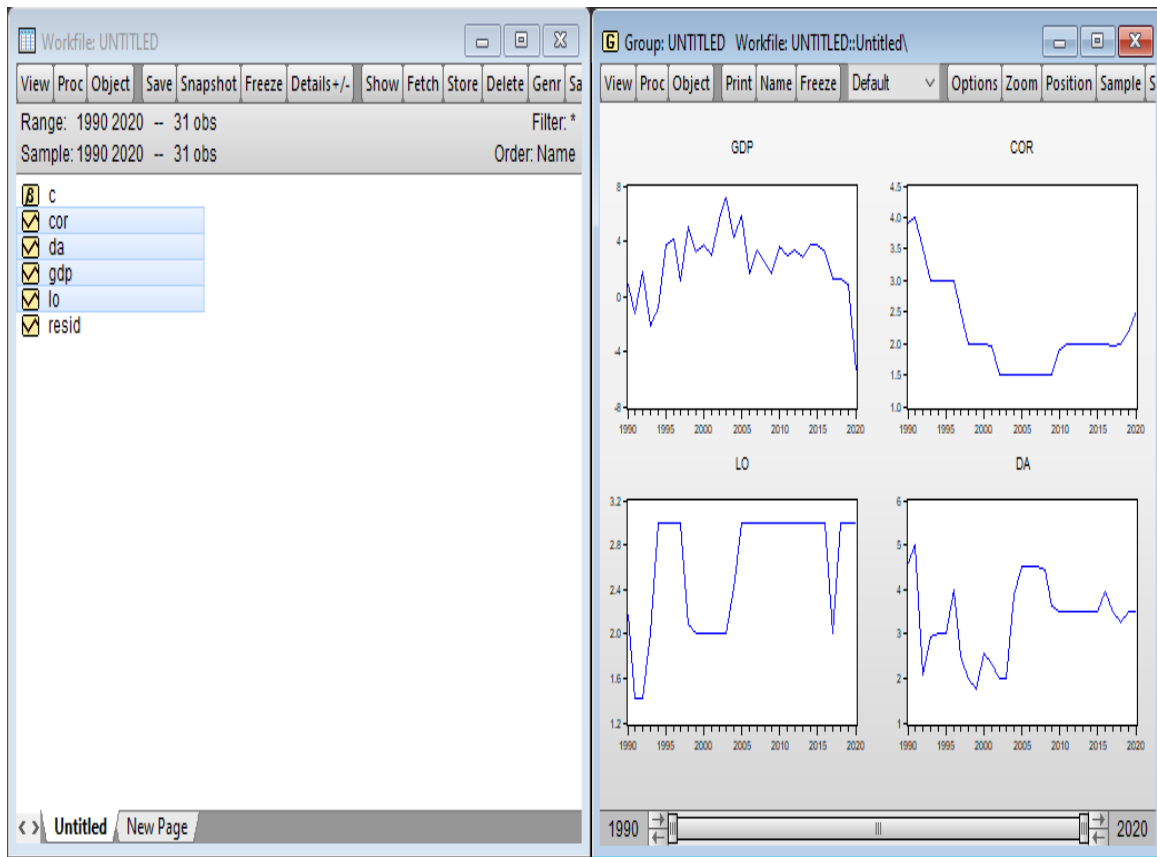 Workfile: UNTITLED
View Proc Object Save Snapshot Freeze Details+/- Show Fetch Store Delete Genr Sa
Range: 1990 2020 -- 31 obs Filter: *
Sample: 1990 2020 -- 31 obs Order: Name
β c
cor
da
gdp
lo
resid
Untitled New Page
G Group: UNTITLED Workfile: UNTITLED::Untitled\
View Proc Object Print Name Freeze Default Options Zoom Position Sample S
GDP
8
4
0
-4
-8
1990 1995 2000 2005 2010 2015 2020
COR
4.5
4.0
3.5
3.0
2.5
2.0
1.5
1.0
1990 1995 2000 2005 2010 2015 2020
LO
3.2
2.8
2.4
2.0
1.6
1.2
1990 1995 2000 2005 2010 2015 2020
DA
6
5
4
3
2
1
1990 1995 2000 2005 2010 2015 2020
1990 2020